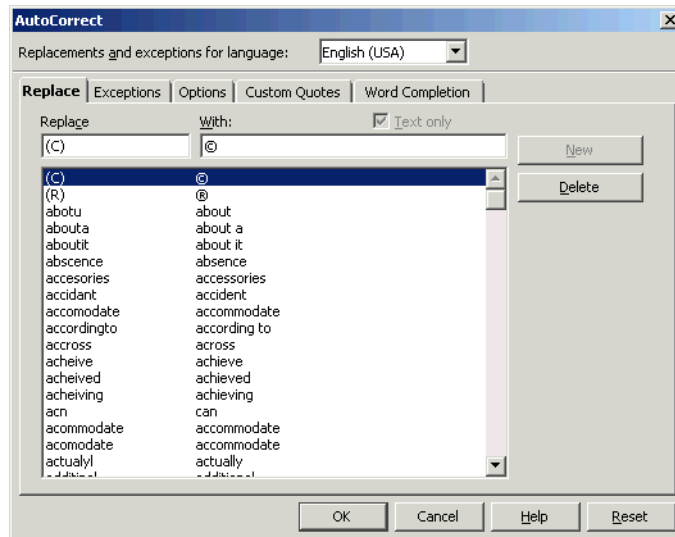 AutoCorrect
Replacements and exceptions for language: English (USA)
Replace Exceptions Options Custom Quotes Word Completion
Replace With: Text only
(C) © New
(C) © Delete
(R) ®
abotu about
abouta about a
aboutit about it
abscence absence
accesories accessories
accidant accident
accomodate accommodate
accordingto according to
accross across
acheive achieve
acheived achieved
acheiving achieving
acn can
acommodate accommodate
acomodate accommodate
actualyl actually
OK Cancel Help Reset